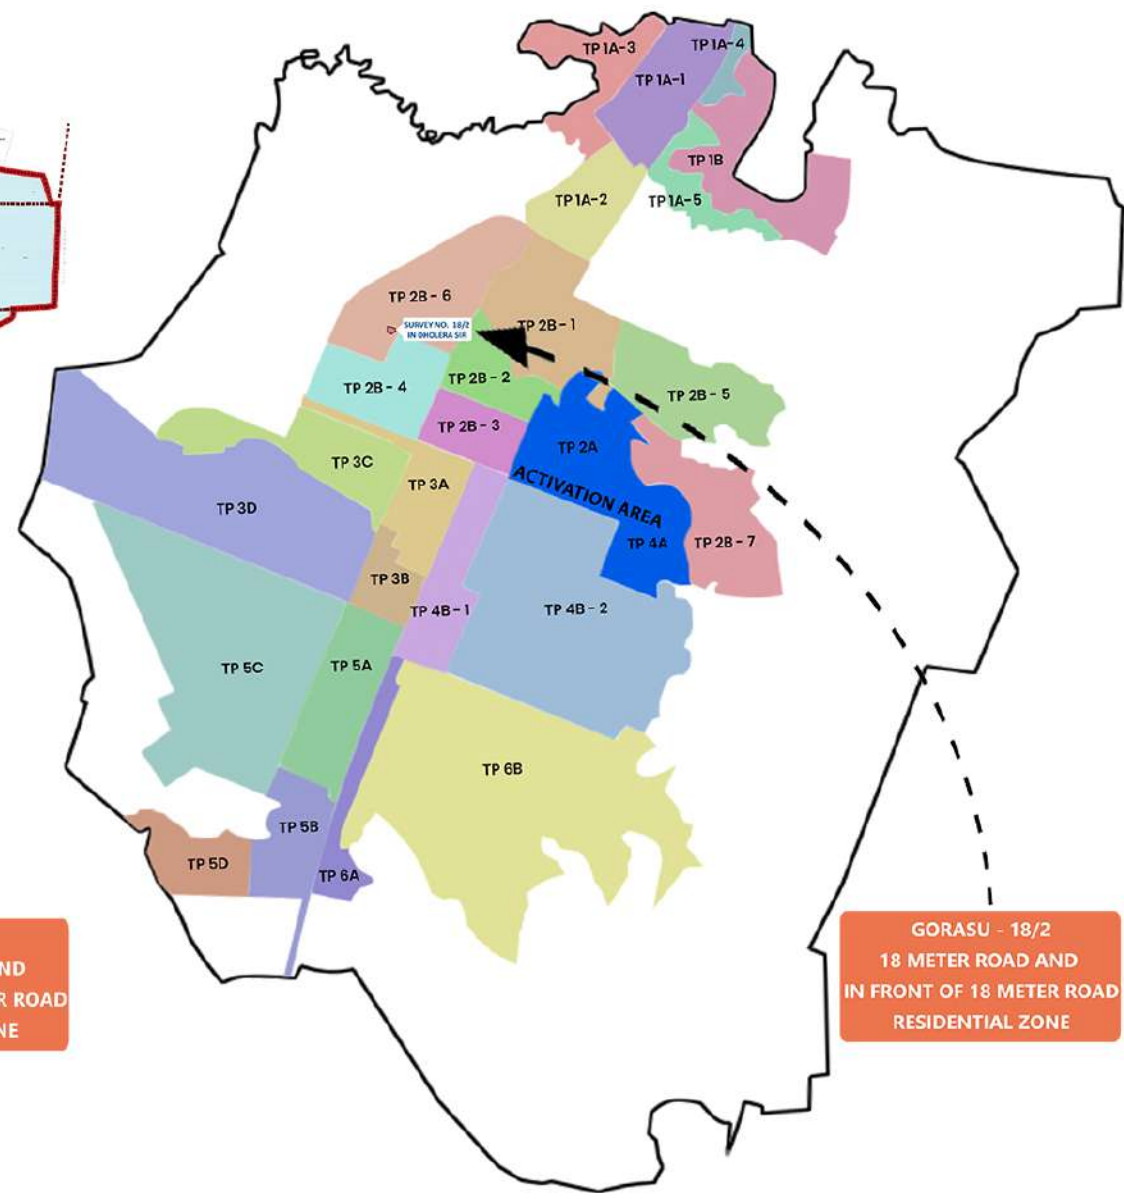 TP 1A-3
TP 1A-4
TP 1A-1
TP 1B
TP 1A-2
TP 1A-5
TP 2B - 6
SURVEY NO. 18/2
IN DHOLERA SIR
TP 2B - 1
TP 2B - 4
TP 2B - 2
TP 2B - 5
TP 2B - 3
TP 2A
TP 3C
TP 3A
ACTIVATION AREA
TP 3D
TP 4A
TP 2B - 7
TP 3B
TP 4B - 1
TP 4B - 2
TP 5C
TP 5A
TP 6B
TP 5B
TP 5D
TP 6A
ND
R ROAD
NE
GORASU - 18/2
18 METER ROAD AND
IN FRONT OF 18 METER ROAD
RESIDENTIAL ZONE